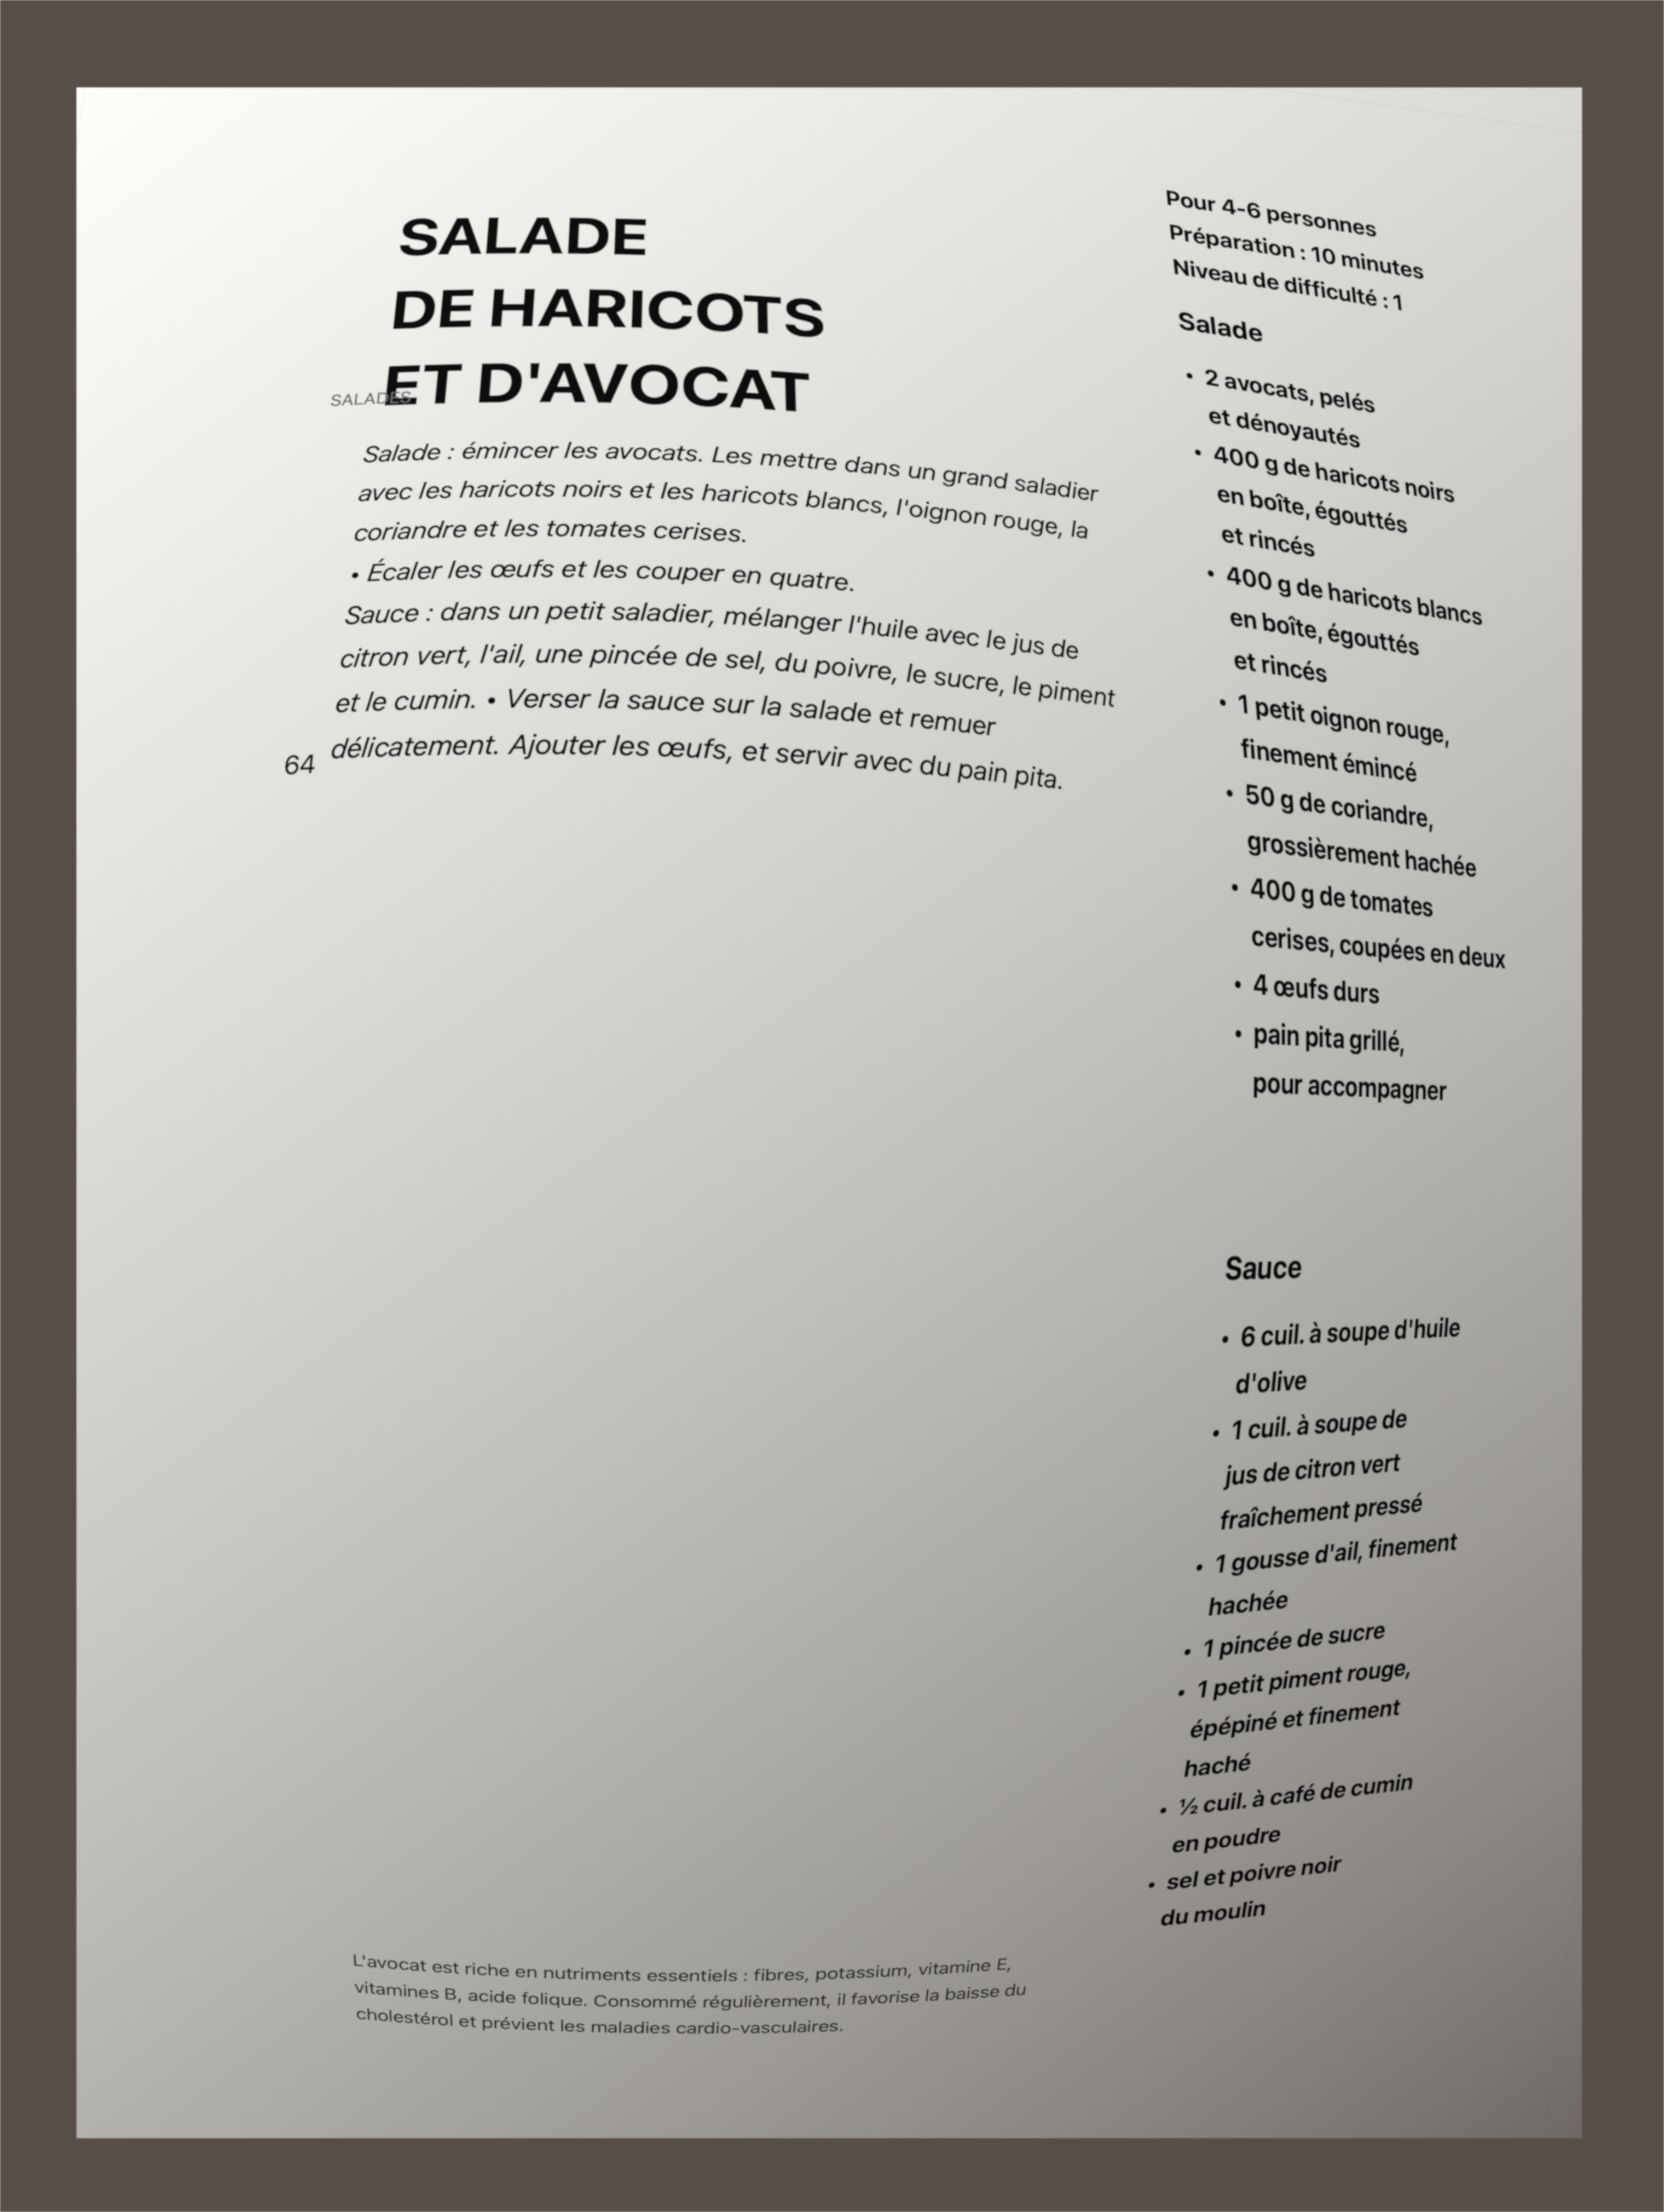 SALADE
DE HARICOTS
ET D'AVOCAT
SALADES
Salade : émincer les avocats. Les mettre dans un grand saladier
avec les haricots noirs et les haricots blancs, l'oignon rouge, la
coriandre et les tomates cerises.
• Écaler les œufs et les couper en quatre.
Sauce : dans un petit saladier, mélanger l'huile avec le jus de
citron vert, l'ail, une pincée de sel, du poivre, le sucre, le piment
et le cumin. • Verser la sauce sur la salade et remuer
délicatement. Ajouter les œufs, et servir avec du pain pita.
64
Pour 4-6 personnes
Préparation : 10 minutes
Niveau de difficulté : 1
Salade
• 2 avocats, pelés
et dénoyautés
• 400 g de haricots noirs
en boîte, égouttés
et rincés
• 400 g de haricots blancs
en boîte, égouttés
et rincés
• 1 petit oignon rouge,
finement émincé
• 50 g de coriandre,
grossièrement hachée
• 400 g de tomates
cerises, coupées en deux
• 4 œufs durs
• pain pita grillé,
pour accompagner
Sauce
• 6 cuil. à soupe d'huile
d'olive
• 1 cuil. à soupe de
jus de citron vert
fraîchement pressé
• 1 gousse d'ail, finement
hachée
• 1 pincée de sucre
• 1 petit piment rouge,
épépiné et finement
haché
• ½ cuil. à café de cumin
en poudre
• sel et poivre noir
du moulin
L'avocat est riche en nutriments essentiels : fibres, potassium, vitamine E,
vitamines B, acide folique. Consommé régulièrement, il favorise la baisse du
cholestérol et prévient les maladies cardio-vasculaires.